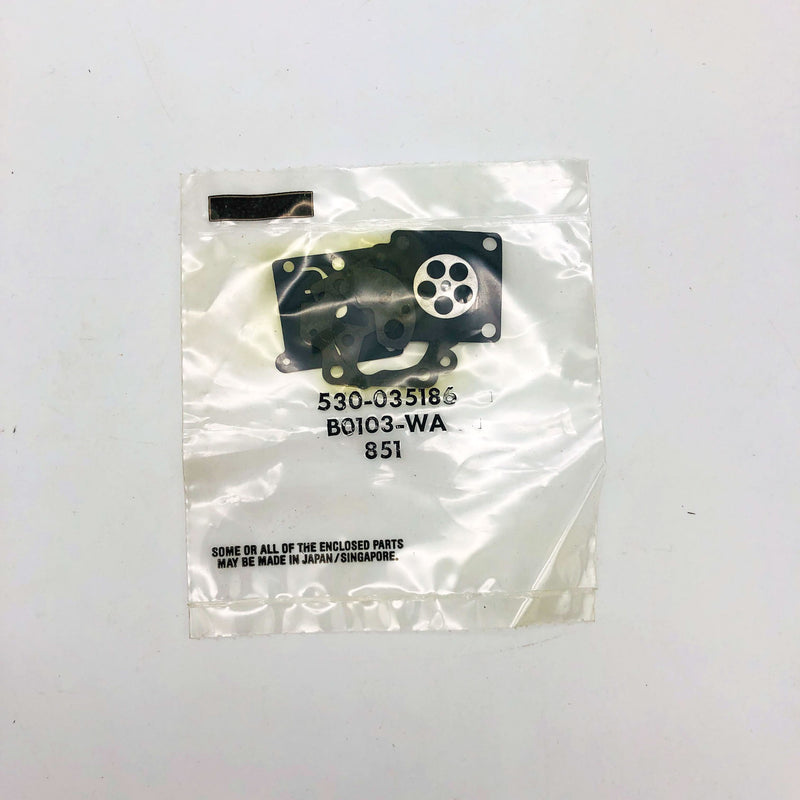 530-035186
B0103-WA
851
SOME OR ALL OF THE ENCLOSED PARTS
MAY BE MADE IN JAPAN/SINGAPORE.